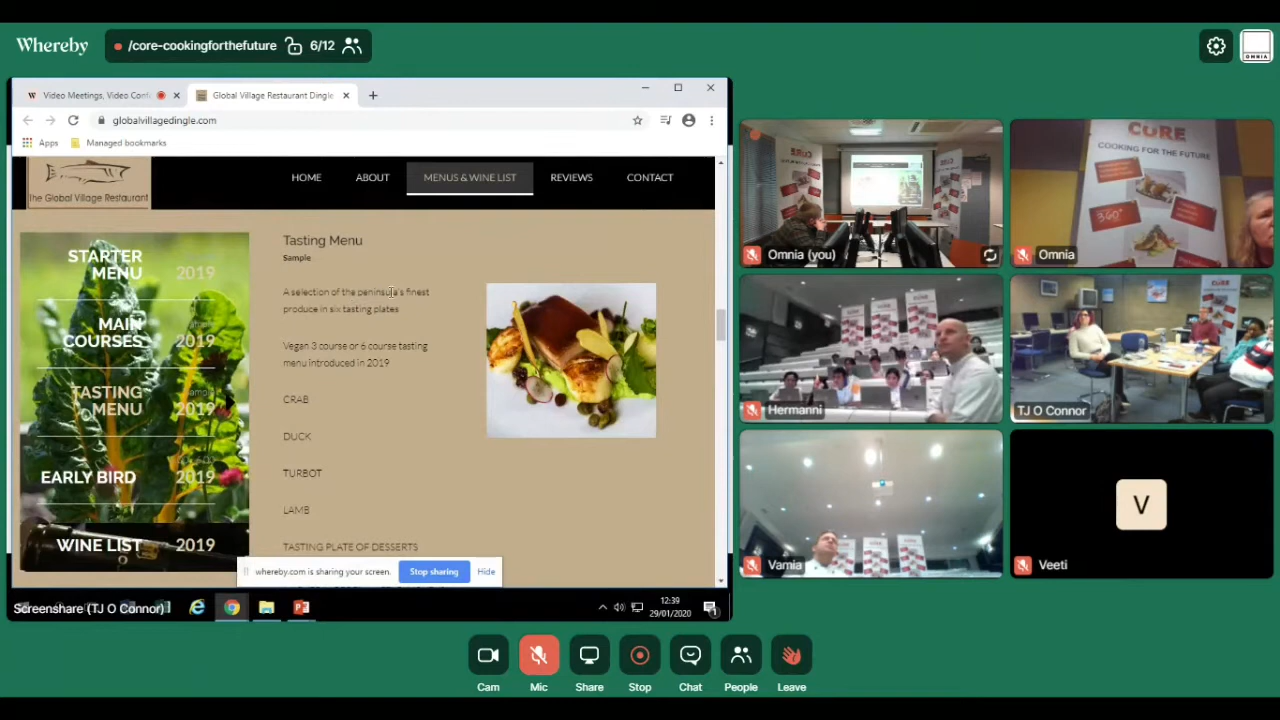 Whereby
/core-cookingforthefuture
6/12
OMNIA
Video Meetings, Video Conf
Global Village Restaurant Dingle
globalvillagedingle.com
Apps
Managed bookmarks
The Global Village Restaurant
HOME
ABOUT
MENUS & WINE LIST
REVIEWS
CONTACT
STARTER
MENU
2019
MAIN
COURSES
2019
TASTING
MENU
Sample
2019
EARLY BIRD
2019
WINE LIST
2019
Tasting Menu
Sample
A selection of the peninsula's finest
produce in six tasting plates
Vegan 3 course or 6 course tasting
menu introduced in 2019
CRAB
DUCK
TURBOT
LAMB
TASTING PLATE OF DESSERTS
whereby.com is sharing your screen.
Stop sharing
Hide
Screenshare (TJ O Connor)
12:39
29/01/2020
1
Omnia (you)
CORE
COOKING FOR THE FUTURE
360°
Omnia
Hermanni
CORE
TJ O Connor
Vamia
V
Veeti
Cam
Mic
Share
Stop
Chat
People
Leave